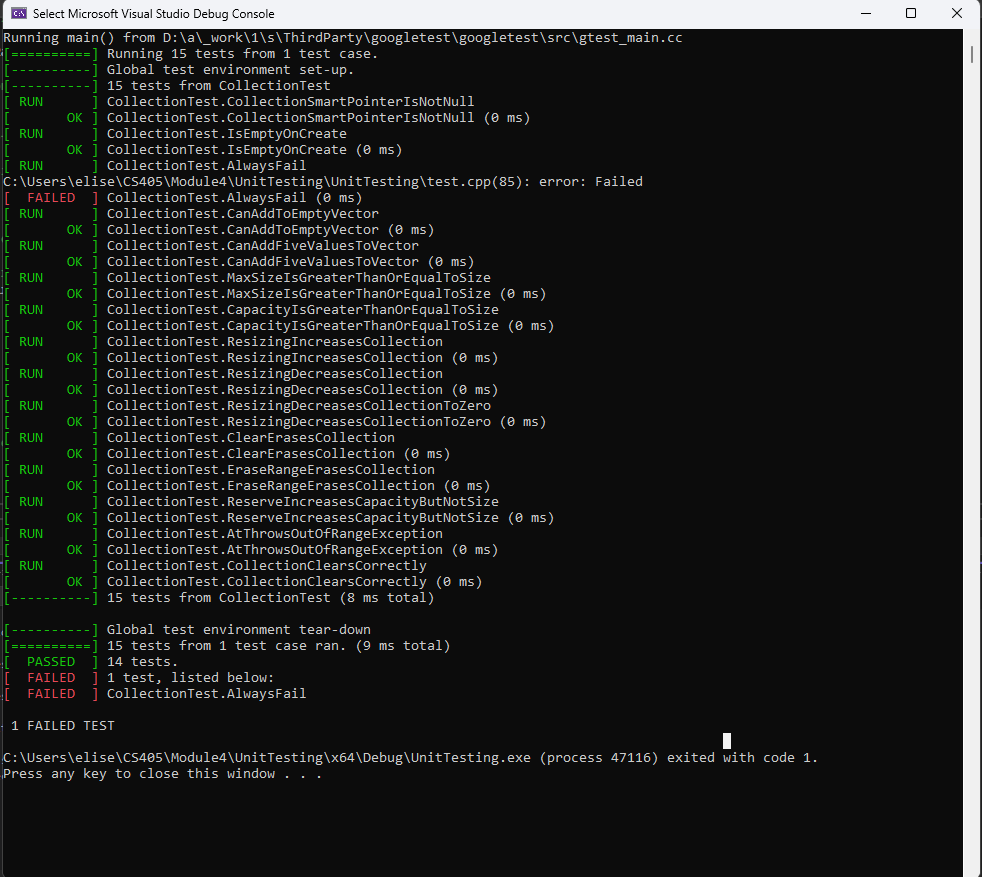 Select Microsoft Visual Studio Debug Console
Running main() from D:\a\_work\1\s\ThirdParty\googletest\googletest\src\gtest_main.cc
[==========] Running 15 tests from 1 test case.
[----------] Global test environment set-up.
[----------] 15 tests from CollectionTest
[ RUN      ] CollectionTest.CollectionSmartPointerIsNotNull
[       OK ] CollectionTest.CollectionSmartPointerIsNotNull (0 ms)
[ RUN      ] CollectionTest.IsEmptyOnCreate
[       OK ] CollectionTest.IsEmptyOnCreate (0 ms)
[ RUN      ] CollectionTest.AlwaysFail
C:\Users\elise\CS405\Module4\UnitTesting\UnitTesting\test.cpp(85): error: Failed
[  FAILED  ] CollectionTest.AlwaysFail (0 ms)
[ RUN      ] CollectionTest.CanAddToEmptyVector
[       OK ] CollectionTest.CanAddToEmptyVector (0 ms)
[ RUN      ] CollectionTest.CanAddFiveValuesToVector
[       OK ] CollectionTest.CanAddFiveValuesToVector (0 ms)
[ RUN      ] CollectionTest.MaxSizeIsGreaterThanOrEqualToSize
[       OK ] CollectionTest.MaxSizeIsGreaterThanOrEqualToSize (0 ms)
[ RUN      ] CollectionTest.CapacityIsGreaterThanOrEqualToSize
[       OK ] CollectionTest.CapacityIsGreaterThanOrEqualToSize (0 ms)
[ RUN      ] CollectionTest.ResizingIncreasesCollection
[       OK ] CollectionTest.ResizingIncreasesCollection (0 ms)
[ RUN      ] CollectionTest.ResizingDecreasesCollection
[       OK ] CollectionTest.ResizingDecreasesCollection (0 ms)
[ RUN      ] CollectionTest.ResizingDecreasesCollectionToZero
[       OK ] CollectionTest.ResizingDecreasesCollectionToZero (0 ms)
[ RUN      ] CollectionTest.ClearErasesCollection
[       OK ] CollectionTest.ClearErasesCollection (0 ms)
[ RUN      ] CollectionTest.EraseRangeErasesCollection
[       OK ] CollectionTest.EraseRangeErasesCollection (0 ms)
[ RUN      ] CollectionTest.ReserveIncreasesCapacityButNotSize
[       OK ] CollectionTest.ReserveIncreasesCapacityButNotSize (0 ms)
[ RUN      ] CollectionTest.AtThrowsOutOfRangeException
[       OK ] CollectionTest.AtThrowsOutOfRangeException (0 ms)
[ RUN      ] CollectionTest.CollectionClearsCorrectly
[       OK ] CollectionTest.CollectionClearsCorrectly (0 ms)
[----------] 15 tests from CollectionTest (8 ms total)
[----------] Global test environment tear-down
[==========] 15 tests from 1 test case ran. (9 ms total)
[  PASSED  ] 14 tests.
[  FAILED  ] 1 test, listed below:
[  FAILED  ] CollectionTest.AlwaysFail
1 FAILED TEST
C:\Users\elise\CS405\Module4\UnitTesting\x64\Debug\UnitTesting.exe (process 47116) exited with code 1.
Press any key to close this window . . .